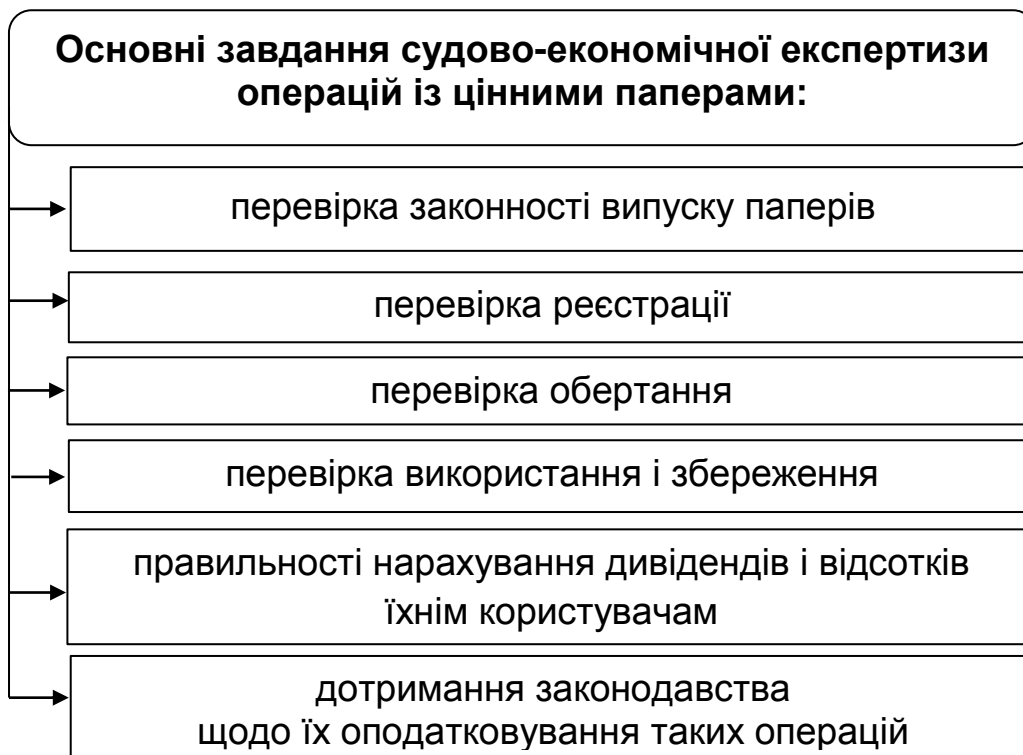 Основні завдання судово-економічної експертизи
операцій із цінними паперами:
перевірка законності випуску паперів
перевірка реєстрації
перевірка обертання
перевірка використання і збереження
правильності нарахування дивідендів і відсотків
їхнім користувачам
дотримання законодавства
щодо їх оподатковування таких операцій